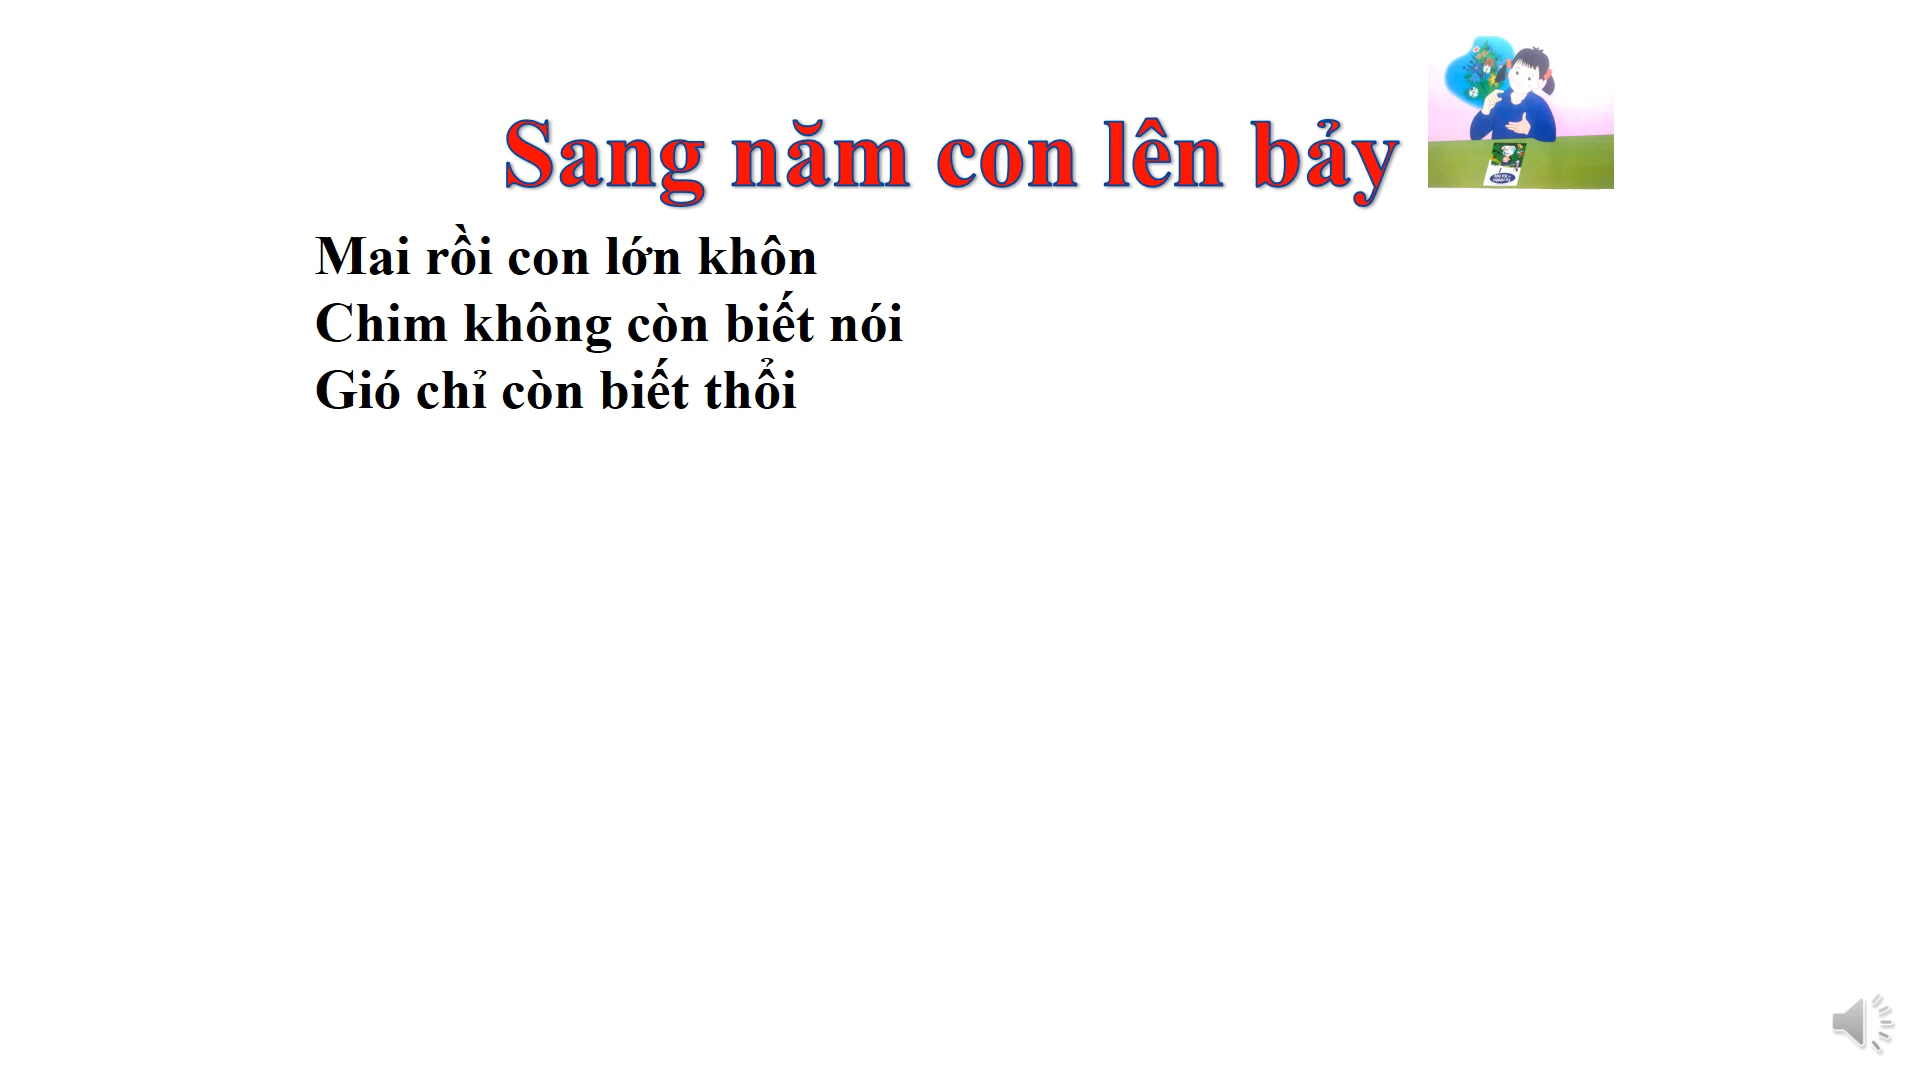 Sang năm con lên bảy
Mai rồi con lớn khôn
Chim không còn biết nói
Gió chỉ còn biết thổi